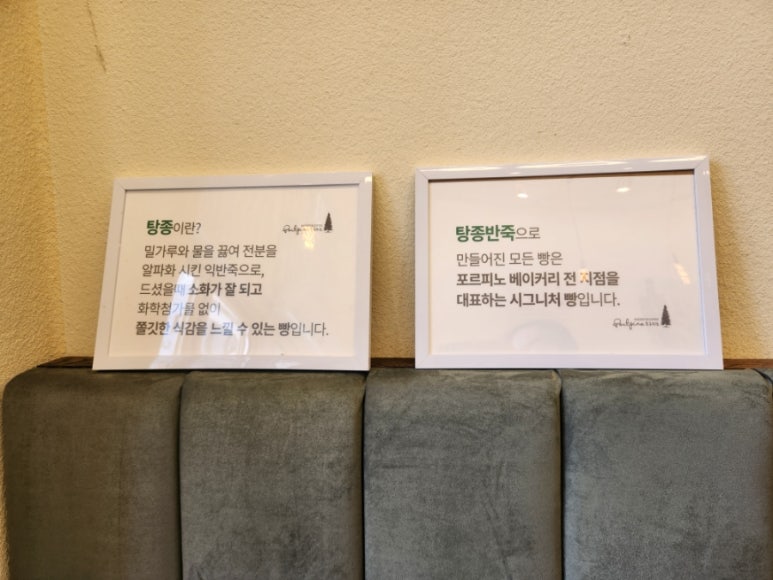 탕종이란?
밀가루와 물을 끓여 전분을
알파화 시킨 익반죽으로,
드셨을때 소화가 잘 되고
화학첨가물 없이
쫄깃한 식감을 느낄 수 있는 빵입니다.
탕종반죽으로
만들어진 모든 빵은
포르피노 베이커리 전 지점을
대표하는 시그니처 빵입니다.